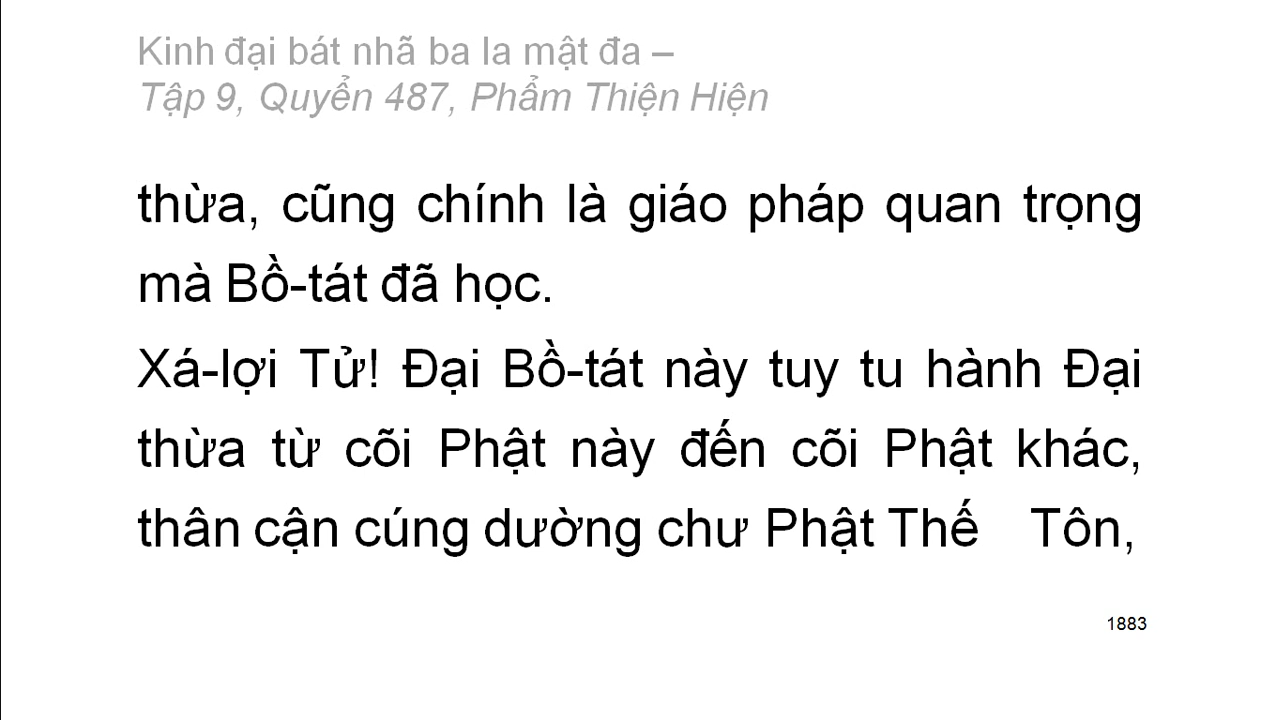 Kinh đại bát nhã ba la mật đa –
Tập 9, Quyển 487, Phẩm Thiện Hiện
thừa, cũng chính là giáo pháp quan trọng
mà Bồ-tát đã học.
Xá-lợi Tử! Đại Bồ-tát này tuy tu hành Đại
thừa từ cõi Phật này đến cõi Phật khác,
thân cận cúng dường chư Phật Thế Tôn,
1883